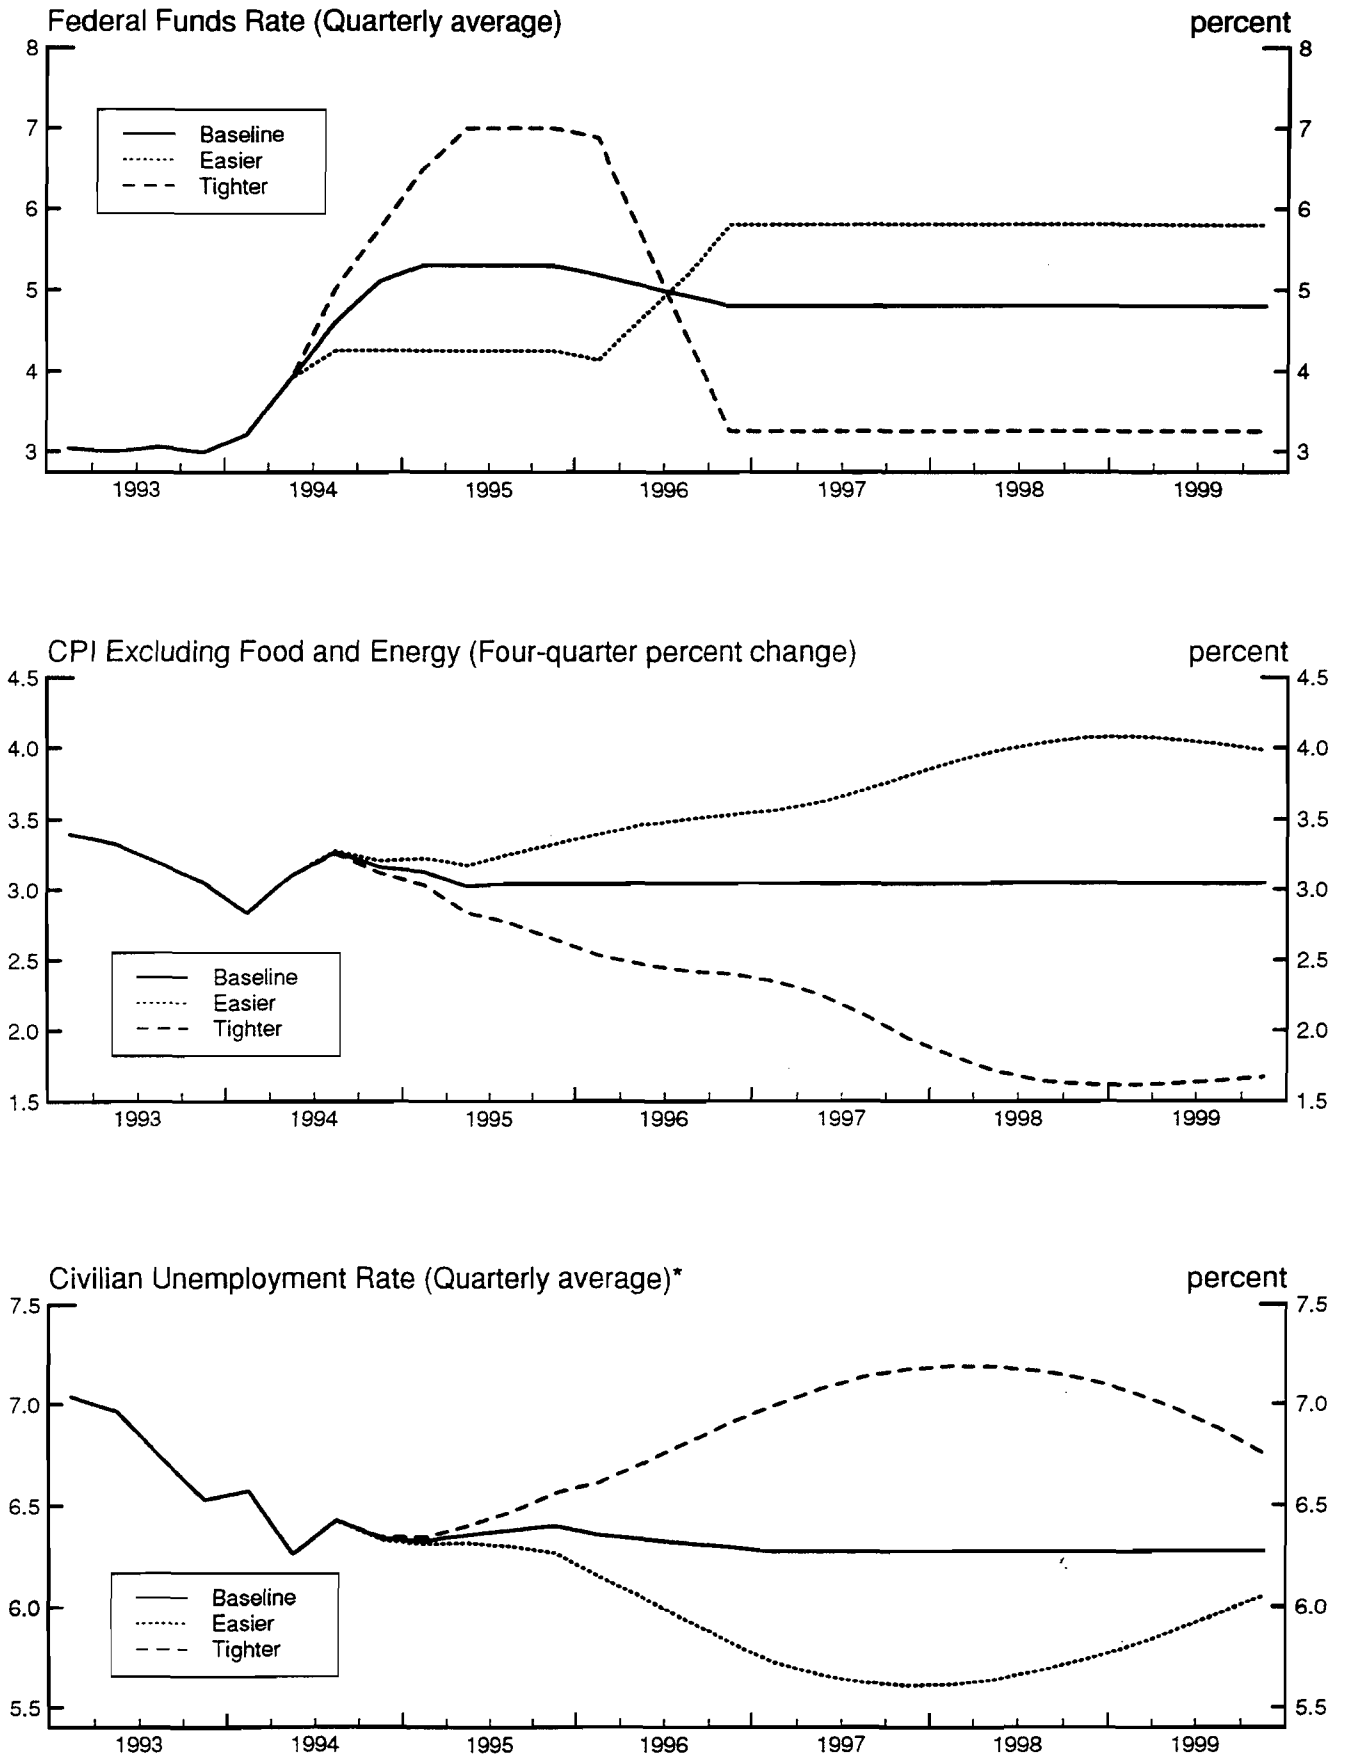 Federal Funds Rate (Quarterly average) percent
8 8
Baseline
7 7
Easier
Tighter
6 6
5 5
4 4
3 3
1993 1994 1995 1996 1997 1998 1999
CPI Excluding Food and Energy (Four-quarter percent change) percent
4.5 4.5
4.0 4.0
3.5 3.5
3.0 3.0
2.5 2.5
Baseline
Easier
2.0 2.0
Tighter
1.5 1.5
1993 1994 1995 1996 1997 1998 1999
Civilian Unemployment Rate (Quarterly average)* percent
7.5 7.5
7.0 7.0
6.5 6.5
Baseline
6.0 6.0
Easier
Tighter
5.5 5.5
1993 1994 1995 1996 1997 1998 1999